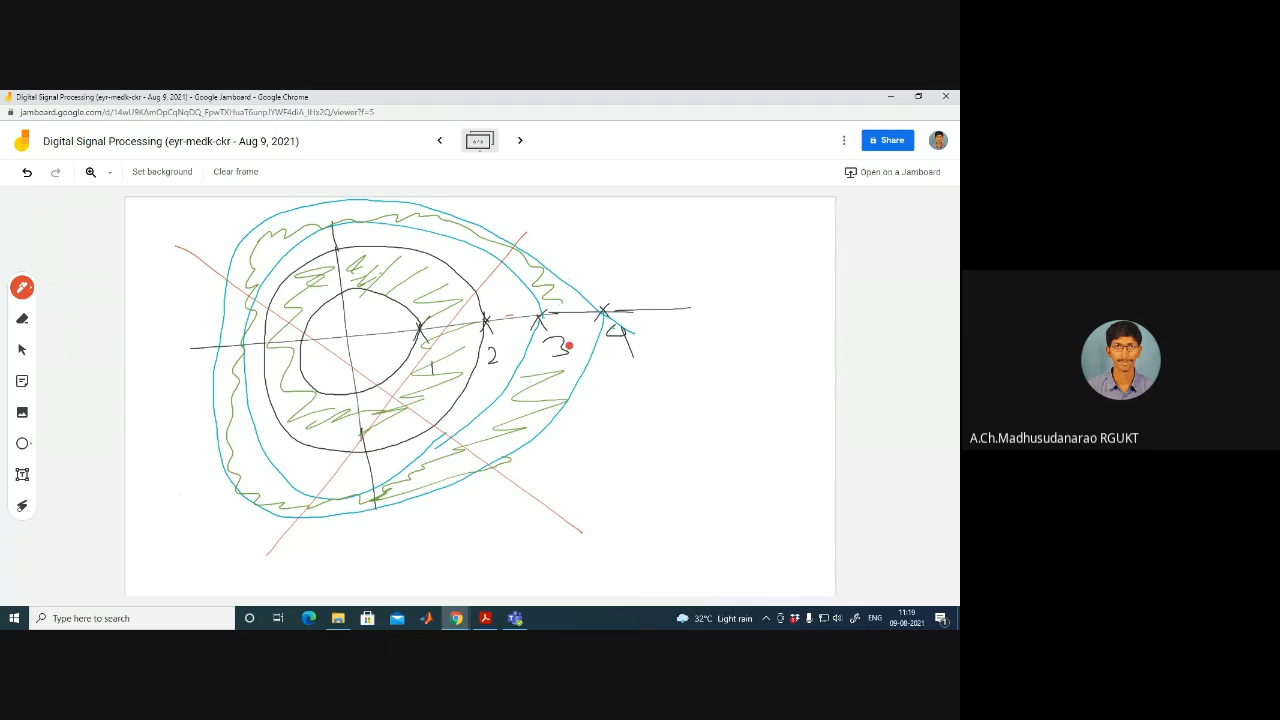 Digital Signal Processing (eyr-medk-ckr - Aug 9, 2021) - Google Jamboard - Google Chrome
Digital Signal Processing (eyr-medk-ckr - Aug 9, 2021)
6 / 6
Share
Set background
Clear frame
Open on a Jamboard
1
2
3
4
A.Ch.Madhusudanarao RGUKT
Type here to search
32°C Light rain
ENG
11:19
09-08-2021